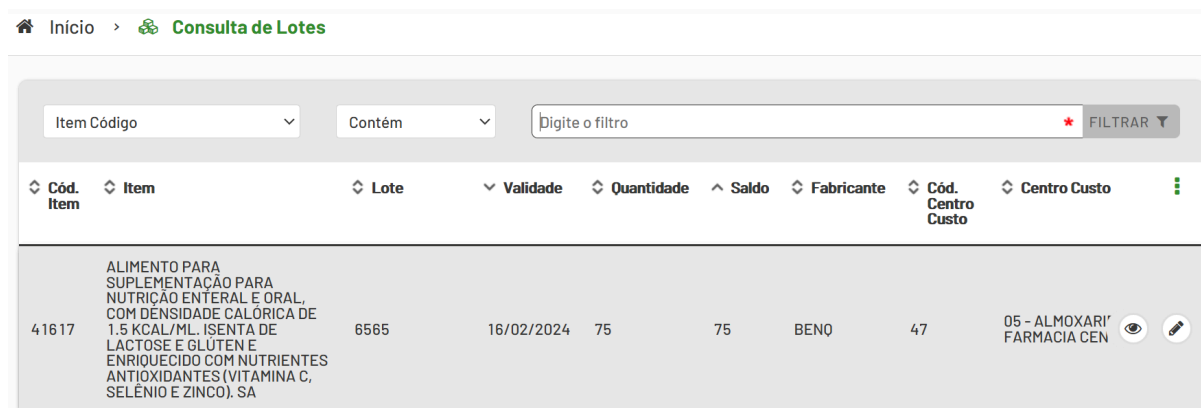 Início > Consulta de Lotes
Item Código Contém Digite o filtro * FILTRAR
Cód. Item Item Lote Validade Quantidade Saldo Fabricante Cód. Centro Custo Centro Custo
ALIMENTO PARA
SUPLEMENTAÇÃO PARA
NUTRIÇÃO ENTERAL E ORAL,
COM DENSIDADE CALÓRICA DE
41617 1.5 KCAL/ML. ISENTA DE 6565 16/02/2024 75 75 BENQ 47 05 - ALMOXARIF
LACTOSE E GLÚTEN E FARMACIA CEN
ENRIQUECIDO COM NUTRIENTES
ANTIOXIDANTES (VITAMINA C,
SELÊNIO E ZINCO). SA